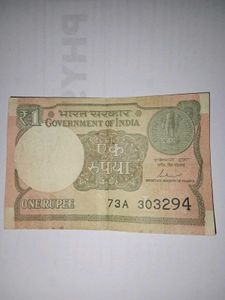 ₹1 भारत सरकार
GOVERNMENT OF INDIA
एक
रुपया
ONE RUPEE 73A 303294